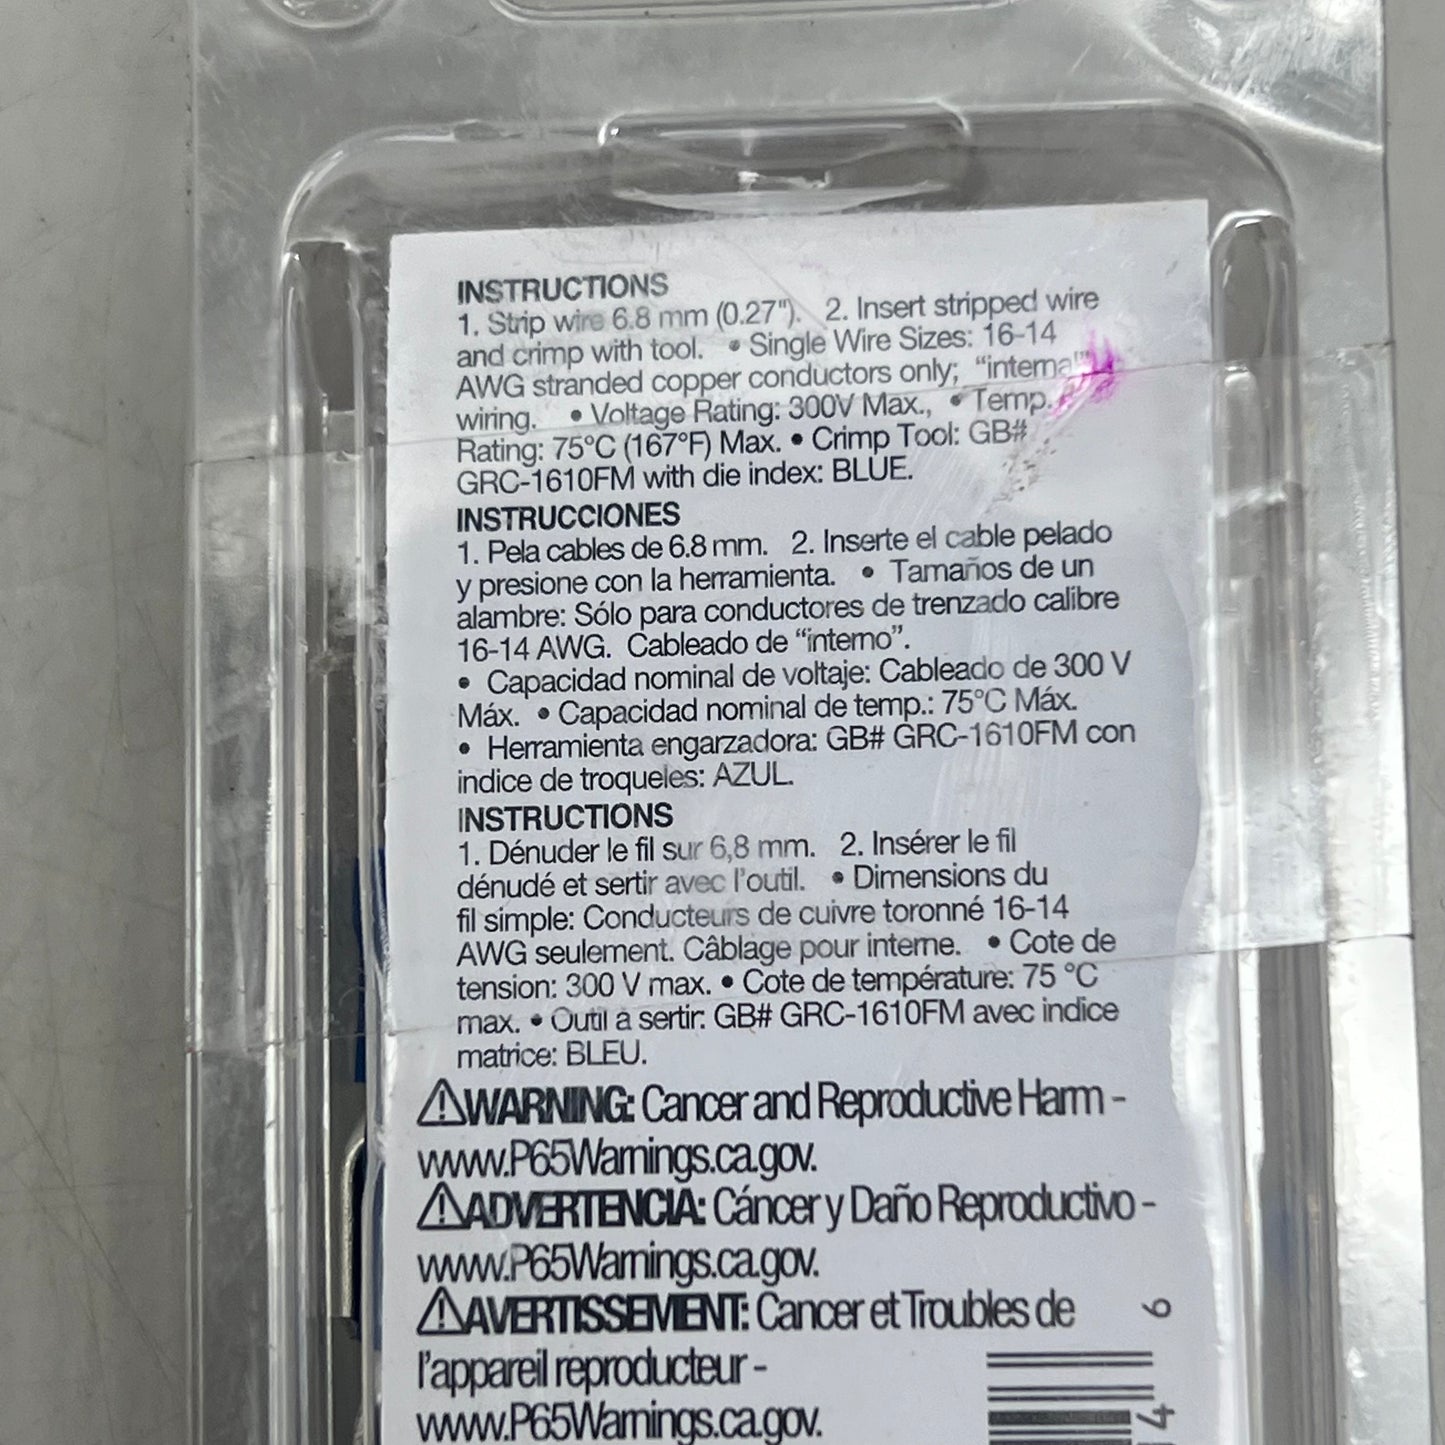 INSTRUCTIONS
1. Strip wire 6.8 mm (0.27"). 2. Insert stripped wire
and crimp with tool. • Single Wire Sizes: 16-14
AWG stranded copper conductors only; “internal”
wiring. • Voltage Rating: 300V Max., • Temp.
Rating: 75°C (167°F) Max. • Crimp Tool: GB#
GRC-1610FM with die index: BLUE.
INSTRUCCIONES
1. Pela cables de 6.8 mm. 2. Inserte el cable pelado
y presione con la herramienta. • Tamaños de un
alambre: Sólo para conductores de trenzado calibre
16-14 AWG. Cableado de “interno”.
• Capacidad nominal de voltaje: Cableado de 300 V
Máx. • Capacidad nominal de temp.: 75°C Máx.
• Herramienta engarzadora: GB# GRC-1610FM con
indice de troqueles: AZUL.
INSTRUCTIONS
1. Dénuder le fil sur 6,8 mm. 2. Insérer le fil
dénudé et sertir avec l’outil. • Dimensions du
fil simple: Conducteurs de cuivre toronné 16-14
AWG seulement. Câblage pour interne. • Cote de
tension: 300 V max. • Cote de température: 75 °C
max. • Outil à sertir: GB# GRC-1610FM avec indice
matrice: BLEU.
⚠WARNING: Cancer and Reproductive Harm -
www.P65Warnings.ca.gov.
⚠ADVERTENCIA: Cáncer y Daño Reproductivo -
www.P65Warnings.ca.gov.
⚠AVERTISSEMENT: Cancer et Troubles de
l’appareil reproducteur -
www.P65Warnings.ca.gov.
6
4